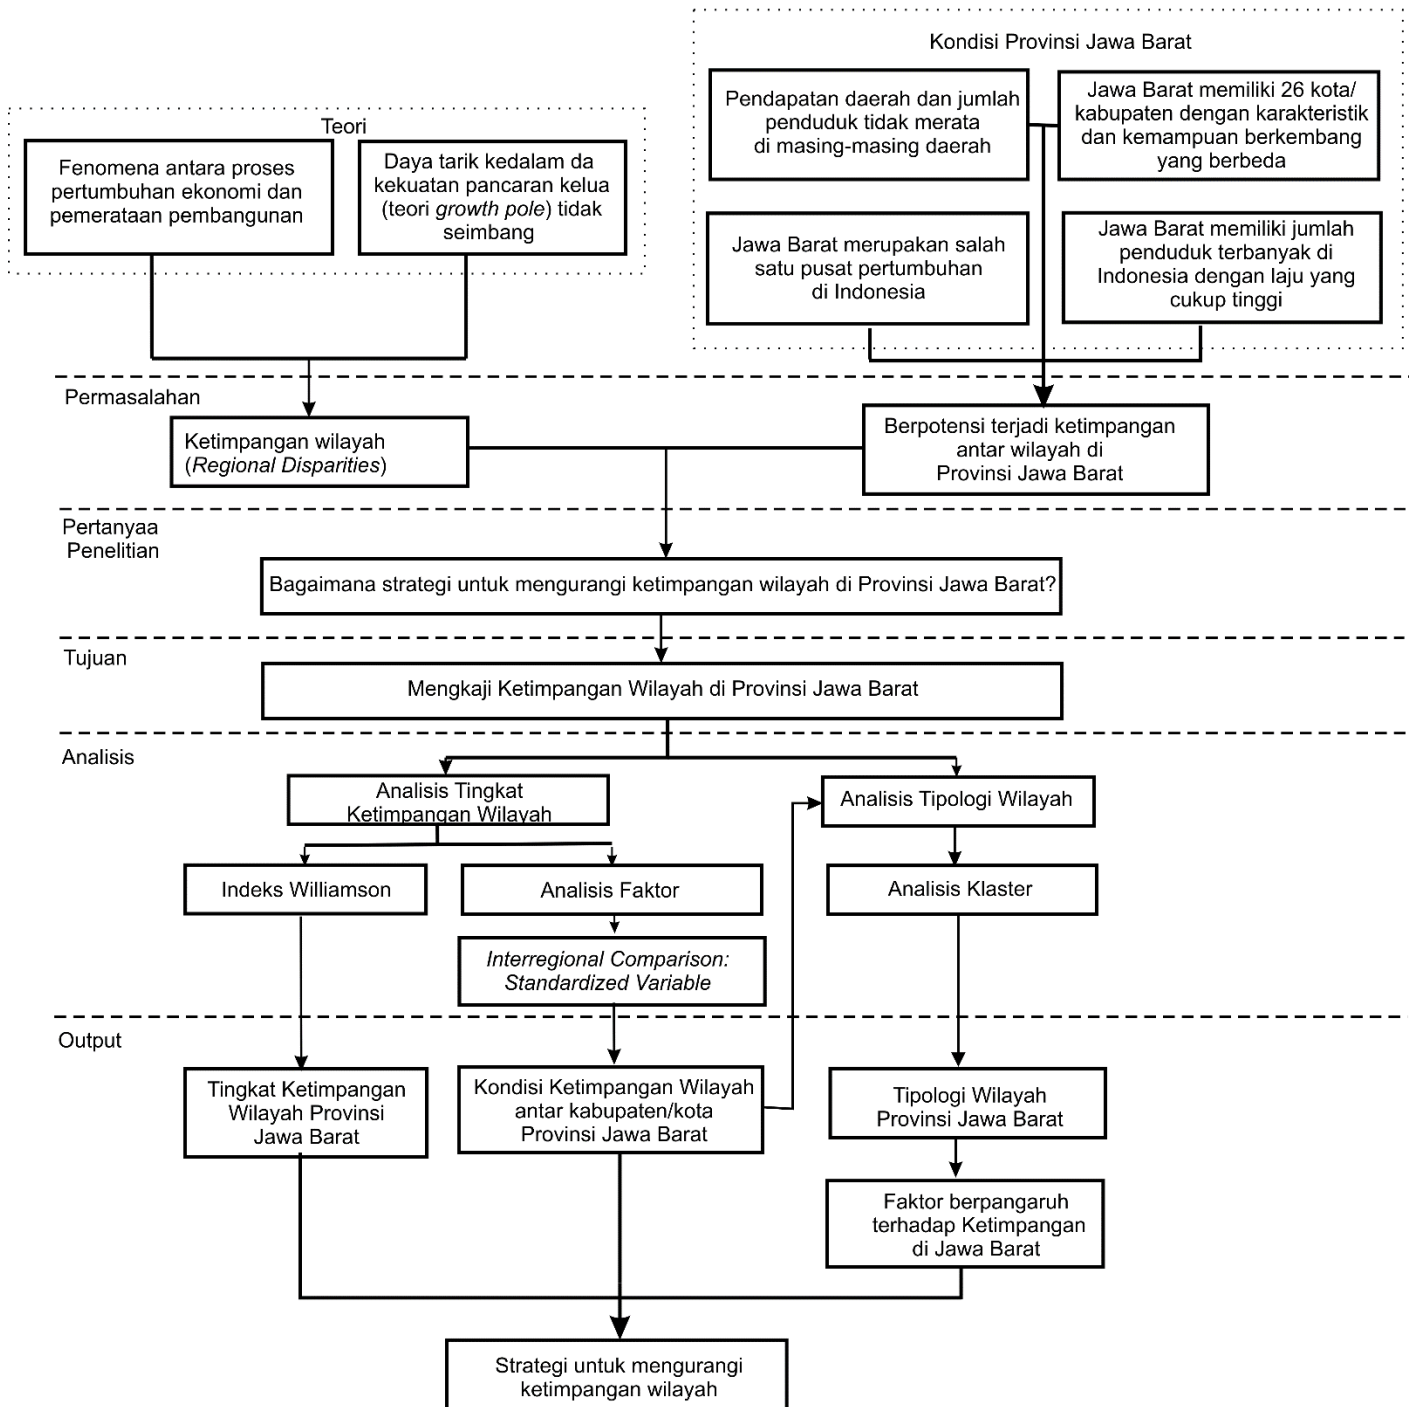 Kondisi Provinsi Jawa Barat
Pendapatan daerah dan jumlah
penduduk tidak merata
di masing-masing daerah
Jawa Barat memiliki 26 kota/
kabupaten dengan karakteristik
dan kemampuan berkembang
yang berbeda
Jawa Barat merupakan salah
satu pusat pertumbuhan
di Indonesia
Jawa Barat memiliki jumlah
penduduk terbanyak di
Indonesia dengan laju yang
cukup tinggi
Teori
Fenomena antara proses
pertumbuhan ekonomi dan
pemerataan pembangunan
Daya tarik kedalam da
kekuatan pancaran kelua
(teori growth pole) tidak
seimbang
Permasalahan
Ketimpangan wilayah
(Regional Disparities)
Berpotensi terjadi ketimpangan
antar wilayah di
Provinsi Jawa Barat
Pertanyaa
Penelitian
Bagaimana strategi untuk mengurangi ketimpangan wilayah di Provinsi Jawa Barat?
Tujuan
Mengkaji Ketimpangan Wilayah di Provinsi Jawa Barat
Analisis
Analisis Tingkat
Ketimpangan Wilayah
Analisis Tipologi Wilayah
Indeks Williamson
Analisis Faktor
Analisis Klaster
Interregional Comparison:
Standardized Variable
Output
Tingkat Ketimpangan
Wilayah Provinsi
Jawa Barat
Kondisi Ketimpangan Wilayah
antar kabupaten/kota
Provinsi Jawa Barat
Tipologi Wilayah
Provinsi Jawa Barat
Faktor berpangaruh
terhadap Ketimpangan
di Jawa Barat
Strategi untuk mengurangi
ketimpangan wilayah